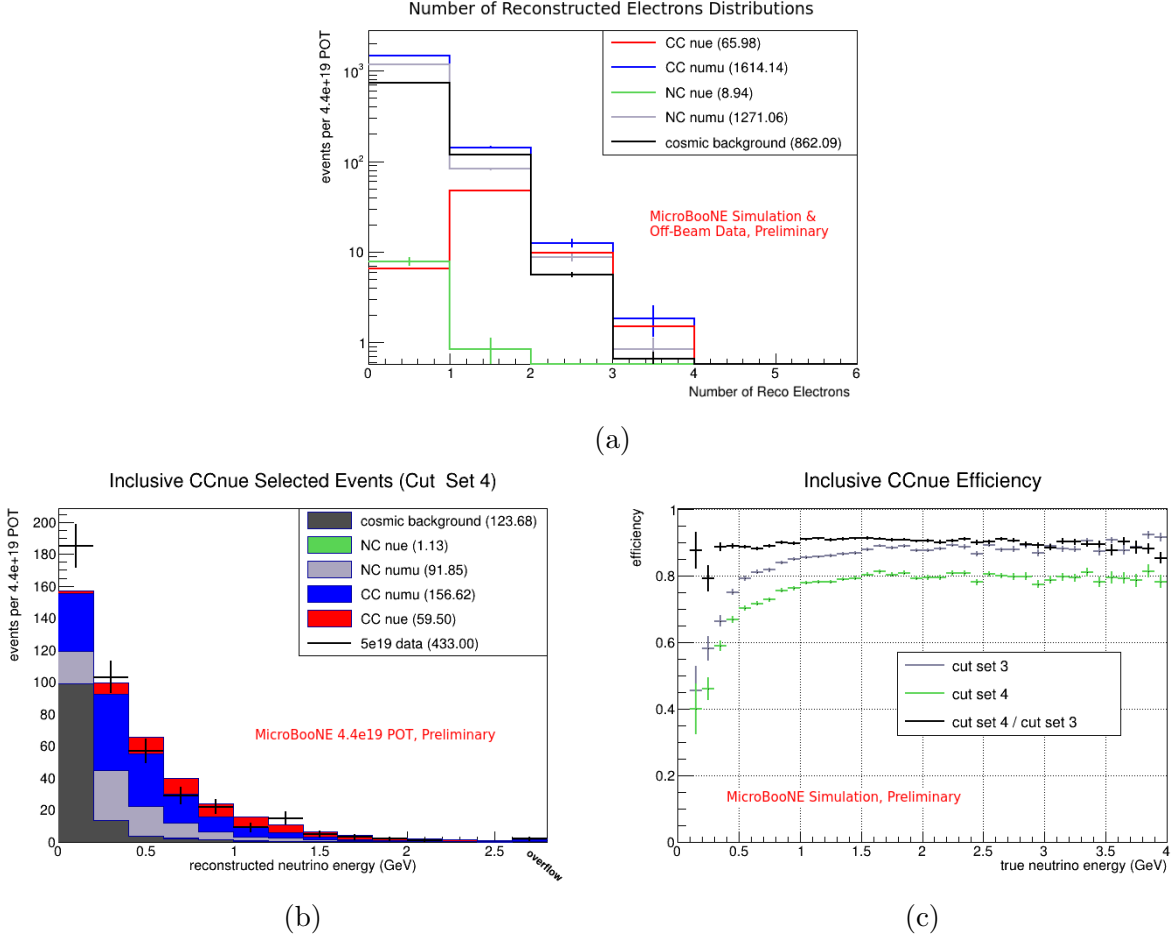 Number of Reconstructed Electrons Distributions
events per 4.4e+19 POT
10³
10²
10
1
CC nue (65.98)
CC numu (1614.14)
NC nue (8.94)
NC numu (1271.06)
cosmic background (862.09)
MicroBooNE Simulation &
Off-Beam Data, Preliminary
0 1 2 3 4 5 6
Number of Reco Electrons
(a)
Inclusive CCnue Selected Events (Cut Set 4)
events per 4.4e+19 POT
200
180
160
140
120
100
80
60
40
20
0
cosmic background (123.68)
NC nue (1.13)
NC numu (91.85)
CC numu (156.62)
CC nue (59.50)
5e19 data (433.00)
MicroBooNE 4.4e19 POT, Preliminary
0 0.5 1 1.5 2 2.5
overflow
reconstructed neutrino energy (GeV)
(b)
Inclusive CCnue Efficiency
efficiency
1
0.8
0.6
0.4
0.2
0
cut set 3
cut set 4
cut set 4 / cut set 3
MicroBooNE Simulation, Preliminary
0 0.5 1 1.5 2 2.5 3 3.5 4
true neutrino energy (GeV)
(c)